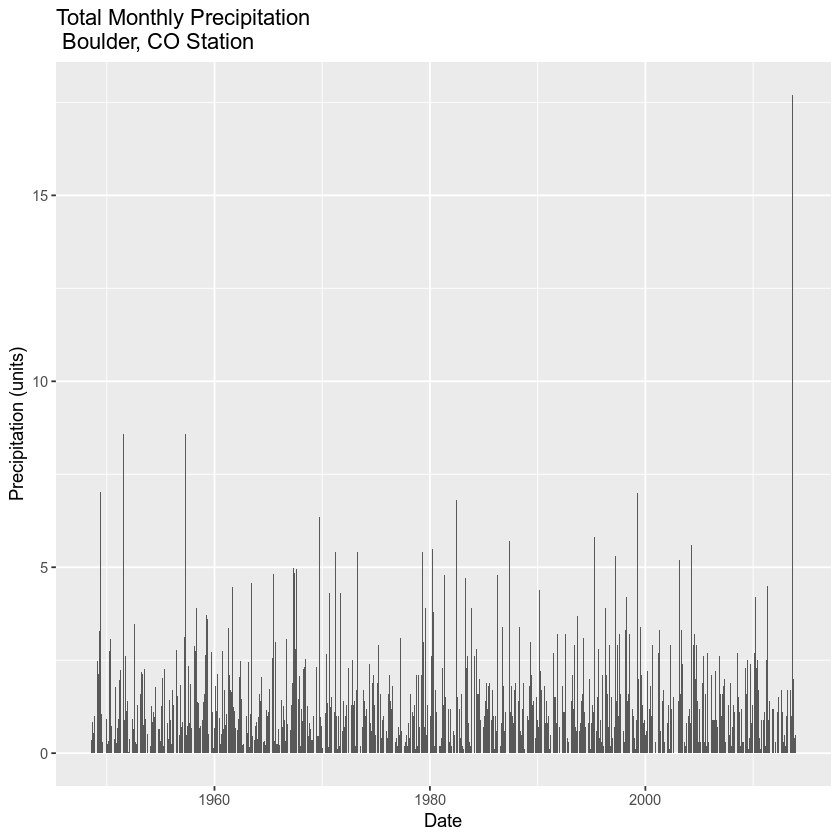 Total Monthly Precipitation
Boulder, CO Station
Precipitation (units)
15
10
5
0
1960
1980
2000
Date